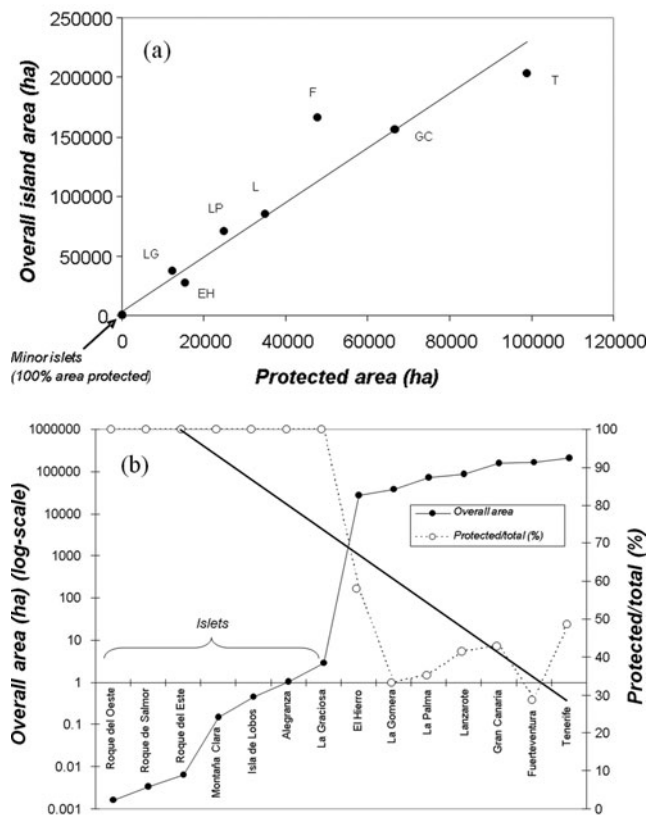 250000
(a)
200000
F
T
150000
GC
100000
L
LP
50000
LG
EH
0
0 20000 40000 60000 80000 100000 120000
Overall island area (ha)
Minor islets
(100% area protected)
Protected area (ha)
(b)
1000000 100
100000 90
10000 80
1000 70
100 60
10 50
1 40
0.1 30
0.01 20
0.001 10
0
Overall area (ha) (log-scale)
Protected/total (%)
Overall area
Protected/total (%)
Islets
Roque del Oeste
Roque de Salmor
Roque del Este
Montaña Clara
Isla de Lobos
Alegranza
La Graciosa
El Hierro
La Gomera
La Palma
Lanzarote
Gran Canaria
Fuerteventura
Tenerife